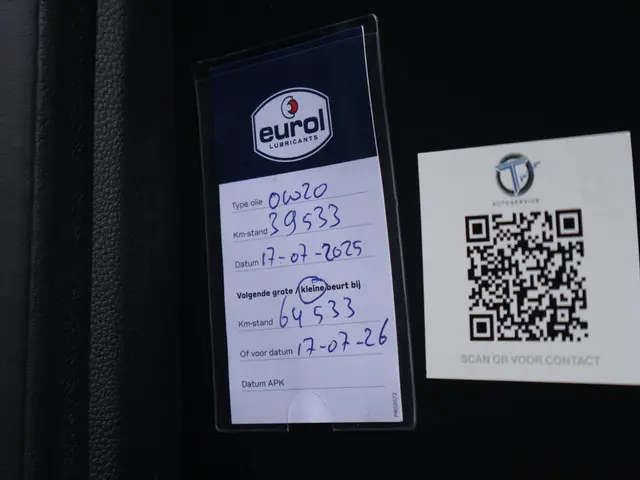 eurol
LUBRICANTS
Type olie 0W20
Km-stand 39533
Datum 17-07-2025
Volgende grote / kleine beurt bij
Km-stand 64533
Of voor datum 17-07-26
Datum APK
AUTOSERVICE
SCAN QR VOOR CONTACT